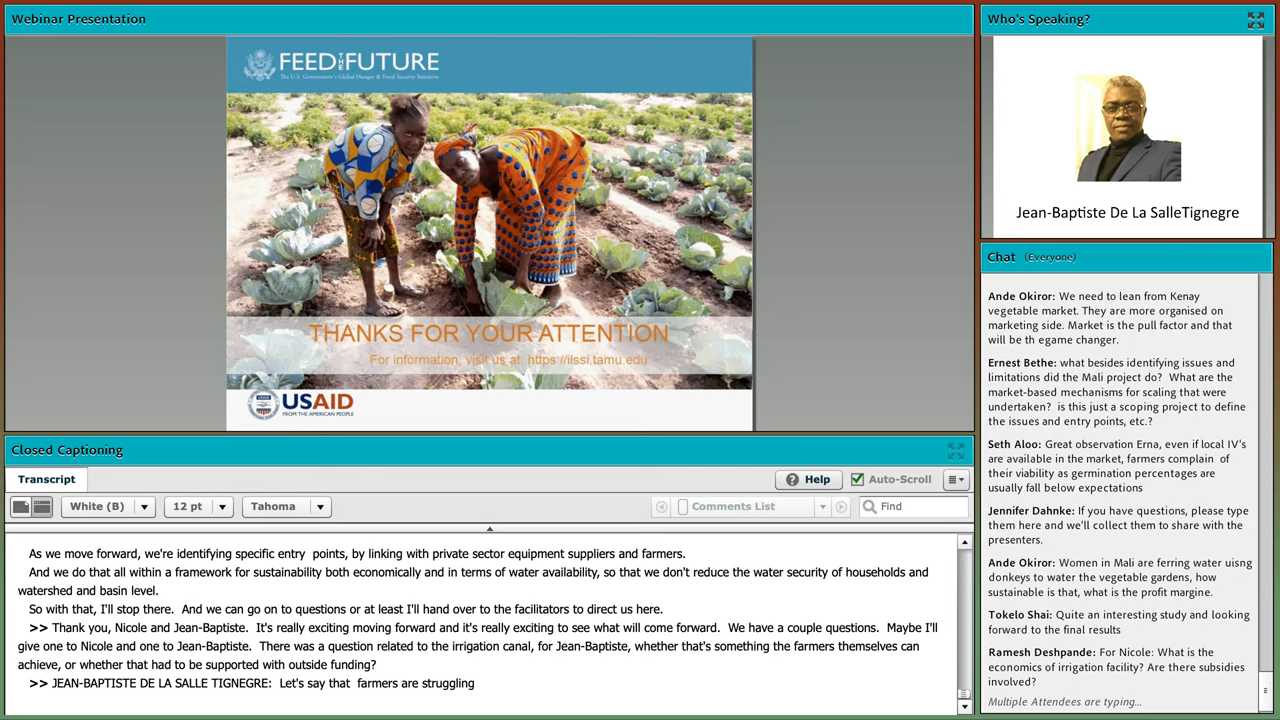 Webinar Presentation
FEED THE FUTURE
The U.S. Government's Global Hunger & Food Security Initiative
THANKS FOR YOUR ATTENTION
For information, visit us at: https://ilssi.tamu.edu
USAID
FROM THE AMERICAN PEOPLE
Who's Speaking?
Jean-Baptiste De La SalleTignegre
Chat (Everyone)
Ande Okiror: We need to lean from Kenay
vegetable market. They are more organised on
marketing side. Market is the pull factor and that
will be th egame changer.
Ernest Bethe: what besides identifying issues and
limitations did the Mali project do? What are the
market-based mechanisms for scaling that were
undertaken? is this just a scoping project to define
the issues and entry points, etc.?
Seth Aloo: Great observation Erna, even if local IV's
are available in the market, farmers complain of
their viability as germination percentages are
usually fall below expectations
Jennifer Dahnke: If you have questions, please type
them here and we'll collect them to share with the
presenters.
Ande Okiror: Women in Mali are ferring water uisng
donkeys to water the vegetable gardens, how
sustainable is that, what is the profit margine.
Tokelo Shai: Quite an interesting study and looking
forward to the final results
Ramesh Deshpande: For Nicole: What is the
economics of irrigation facility? Are there subsidies
involved?
Multiple Attendees are typing...
Closed Captioning
Transcript
Help
Auto-Scroll
White (B)
12 pt
Tahoma
Comments List
Find
As we move forward, we're identifying specific entry points, by linking with private sector equipment suppliers and farmers.
And we do that all within a framework for sustainability both economically and in terms of water availability, so that we don't reduce the water security of households and
watershed and basin level.
So with that, I'll stop there. And we can go on to questions or at least I'll hand over to the facilitators to direct us here.
>> Thank you, Nicole and Jean-Baptiste. It's really exciting moving forward and it's really exciting to see what will come forward. We have a couple questions. Maybe I'll
give one to Nicole and one to Jean-Baptiste. There was a question related to the irrigation canal, for Jean-Baptiste, whether that's something the farmers themselves can
achieve, or whether that had to be supported with outside funding?
>> JEAN-BAPTISTE DE LA SALLE TIGNEGRE: Let's say that farmers are struggling